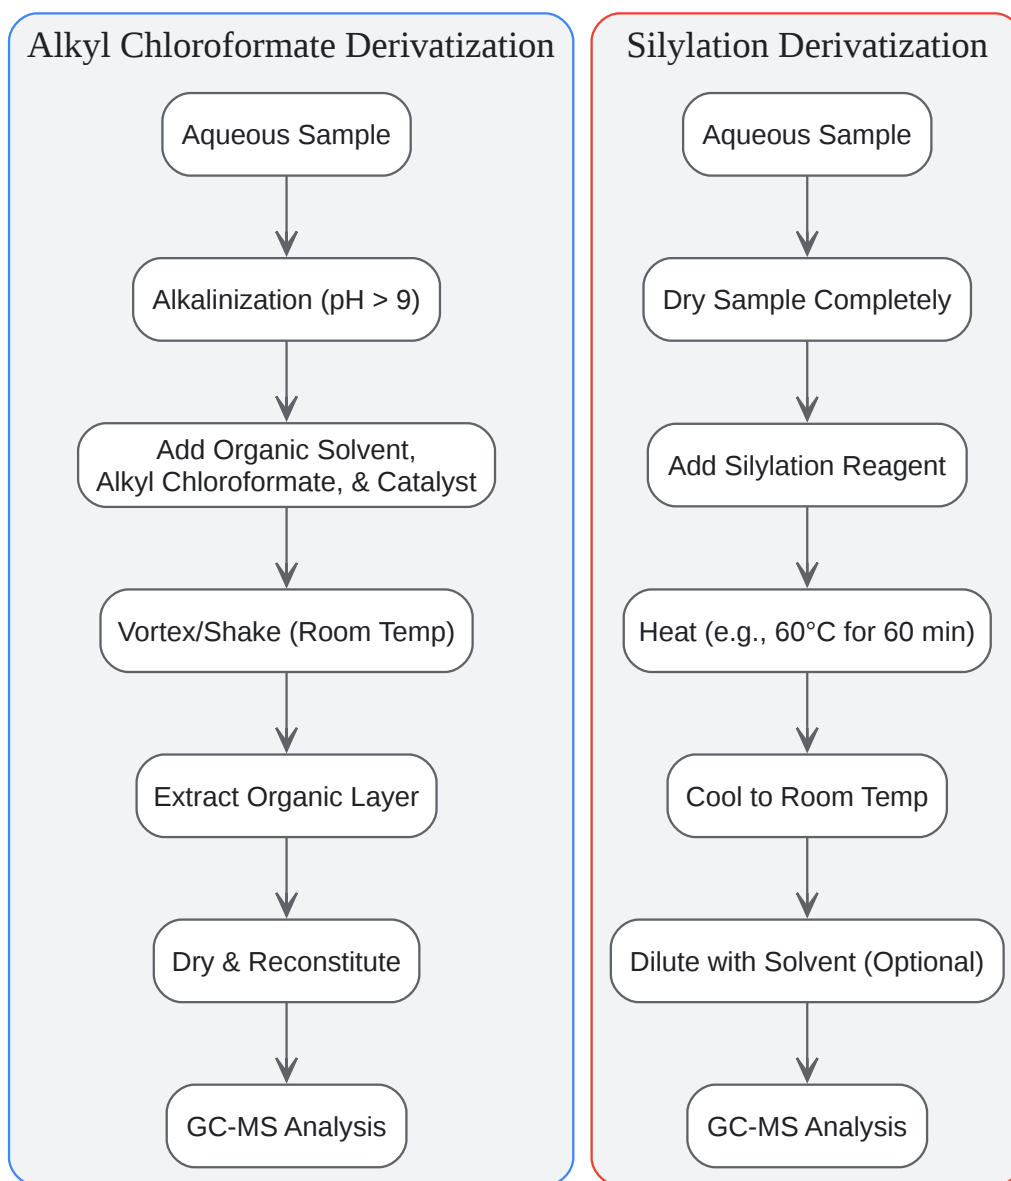 Alkyl Chloroformate Derivatization
Aqueous Sample
Alkalinization (pH > 9)
Add Organic Solvent,
Alkyl Chloroformate, & Catalyst
Vortex/Shake (Room Temp)
Extract Organic Layer
Dry & Reconstitute
GC-MS Analysis
Silylation Derivatization
Aqueous Sample
Dry Sample Completely
Add Silylation Reagent
Heat (e.g., 60°C for 60 min)
Cool to Room Temp
Dilute with Solvent (Optional)
GC-MS Analysis